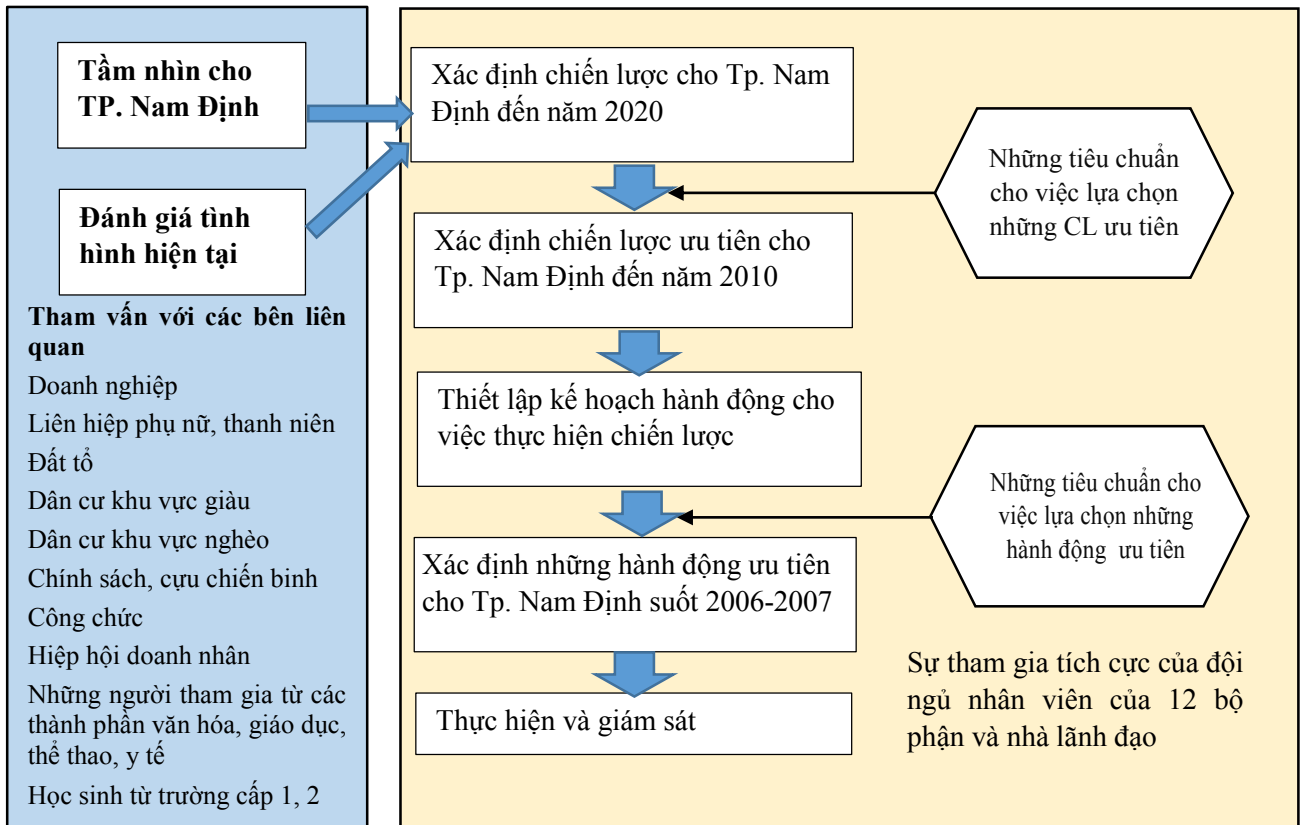 Tầm nhìn cho
TP. Nam Định
Đánh giá tình
hình hiện tại
Tham vấn với các bên liên
quan
Doanh nghiệp
Liên hiệp phụ nữ, thanh niên
Đất tổ
Dân cư khu vực giàu
Dân cư khu vực nghèo
Chính sách, cựu chiến binh
Công chức
Hiệp hội doanh nhân
Những người tham gia từ các
thành phần văn hóa, giáo dục,
thể thao, y tế
Học sinh từ trường cấp 1, 2
Xác định chiến lược cho Tp. Nam
Định đến năm 2020
Những tiêu chuẩn
cho việc lựa chọn
những CL ưu tiên
Xác định chiến lược ưu tiên cho
Tp. Nam Định đến năm 2010
Thiết lập kế hoạch hành động cho
việc thực hiện chiến lược
Những tiêu chuẩn cho
việc lựa chọn những
hành động ưu tiên
Xác định những hành động ưu tiên
cho Tp. Nam Định suốt 2006-2007
Thực hiện và giám sát
Sự tham gia tích cực của đội
ngủ nhân viên của 12 bộ
phận và nhà lãnh đạo